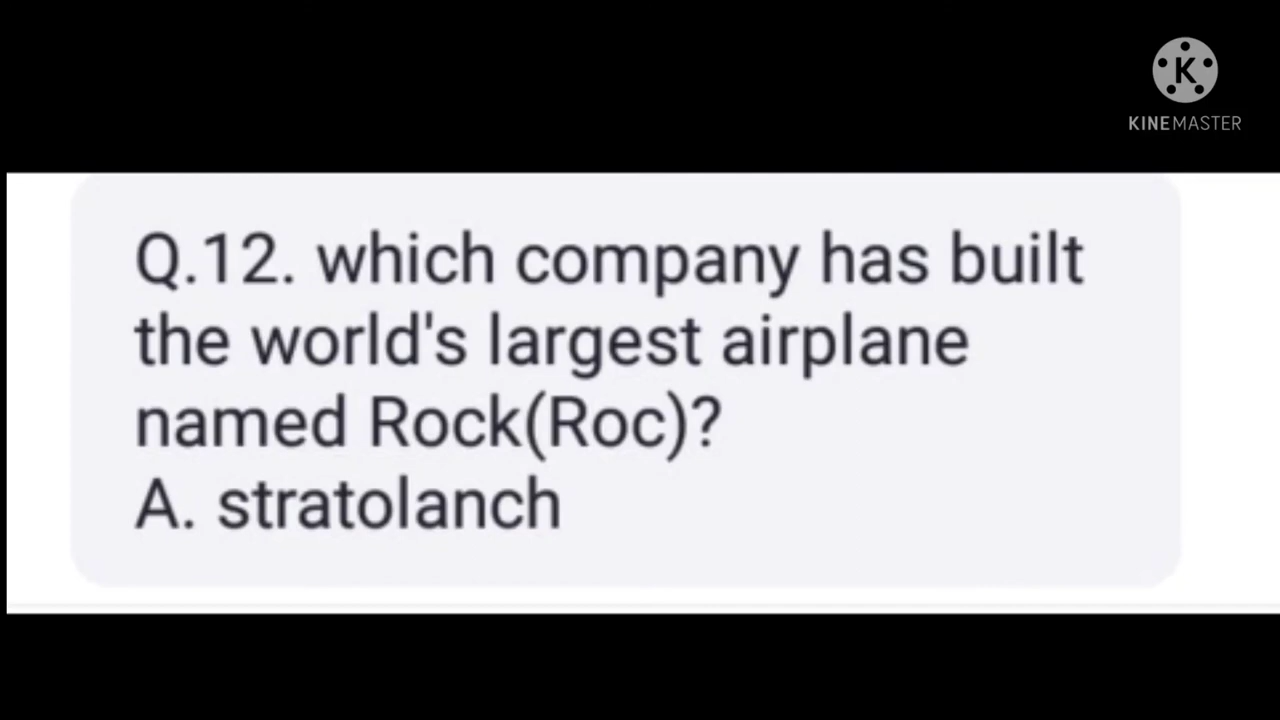 K
KINEMASTER
Q.12. which company has built
the world's largest airplane
named Rock(Roc)?
A. stratolanch